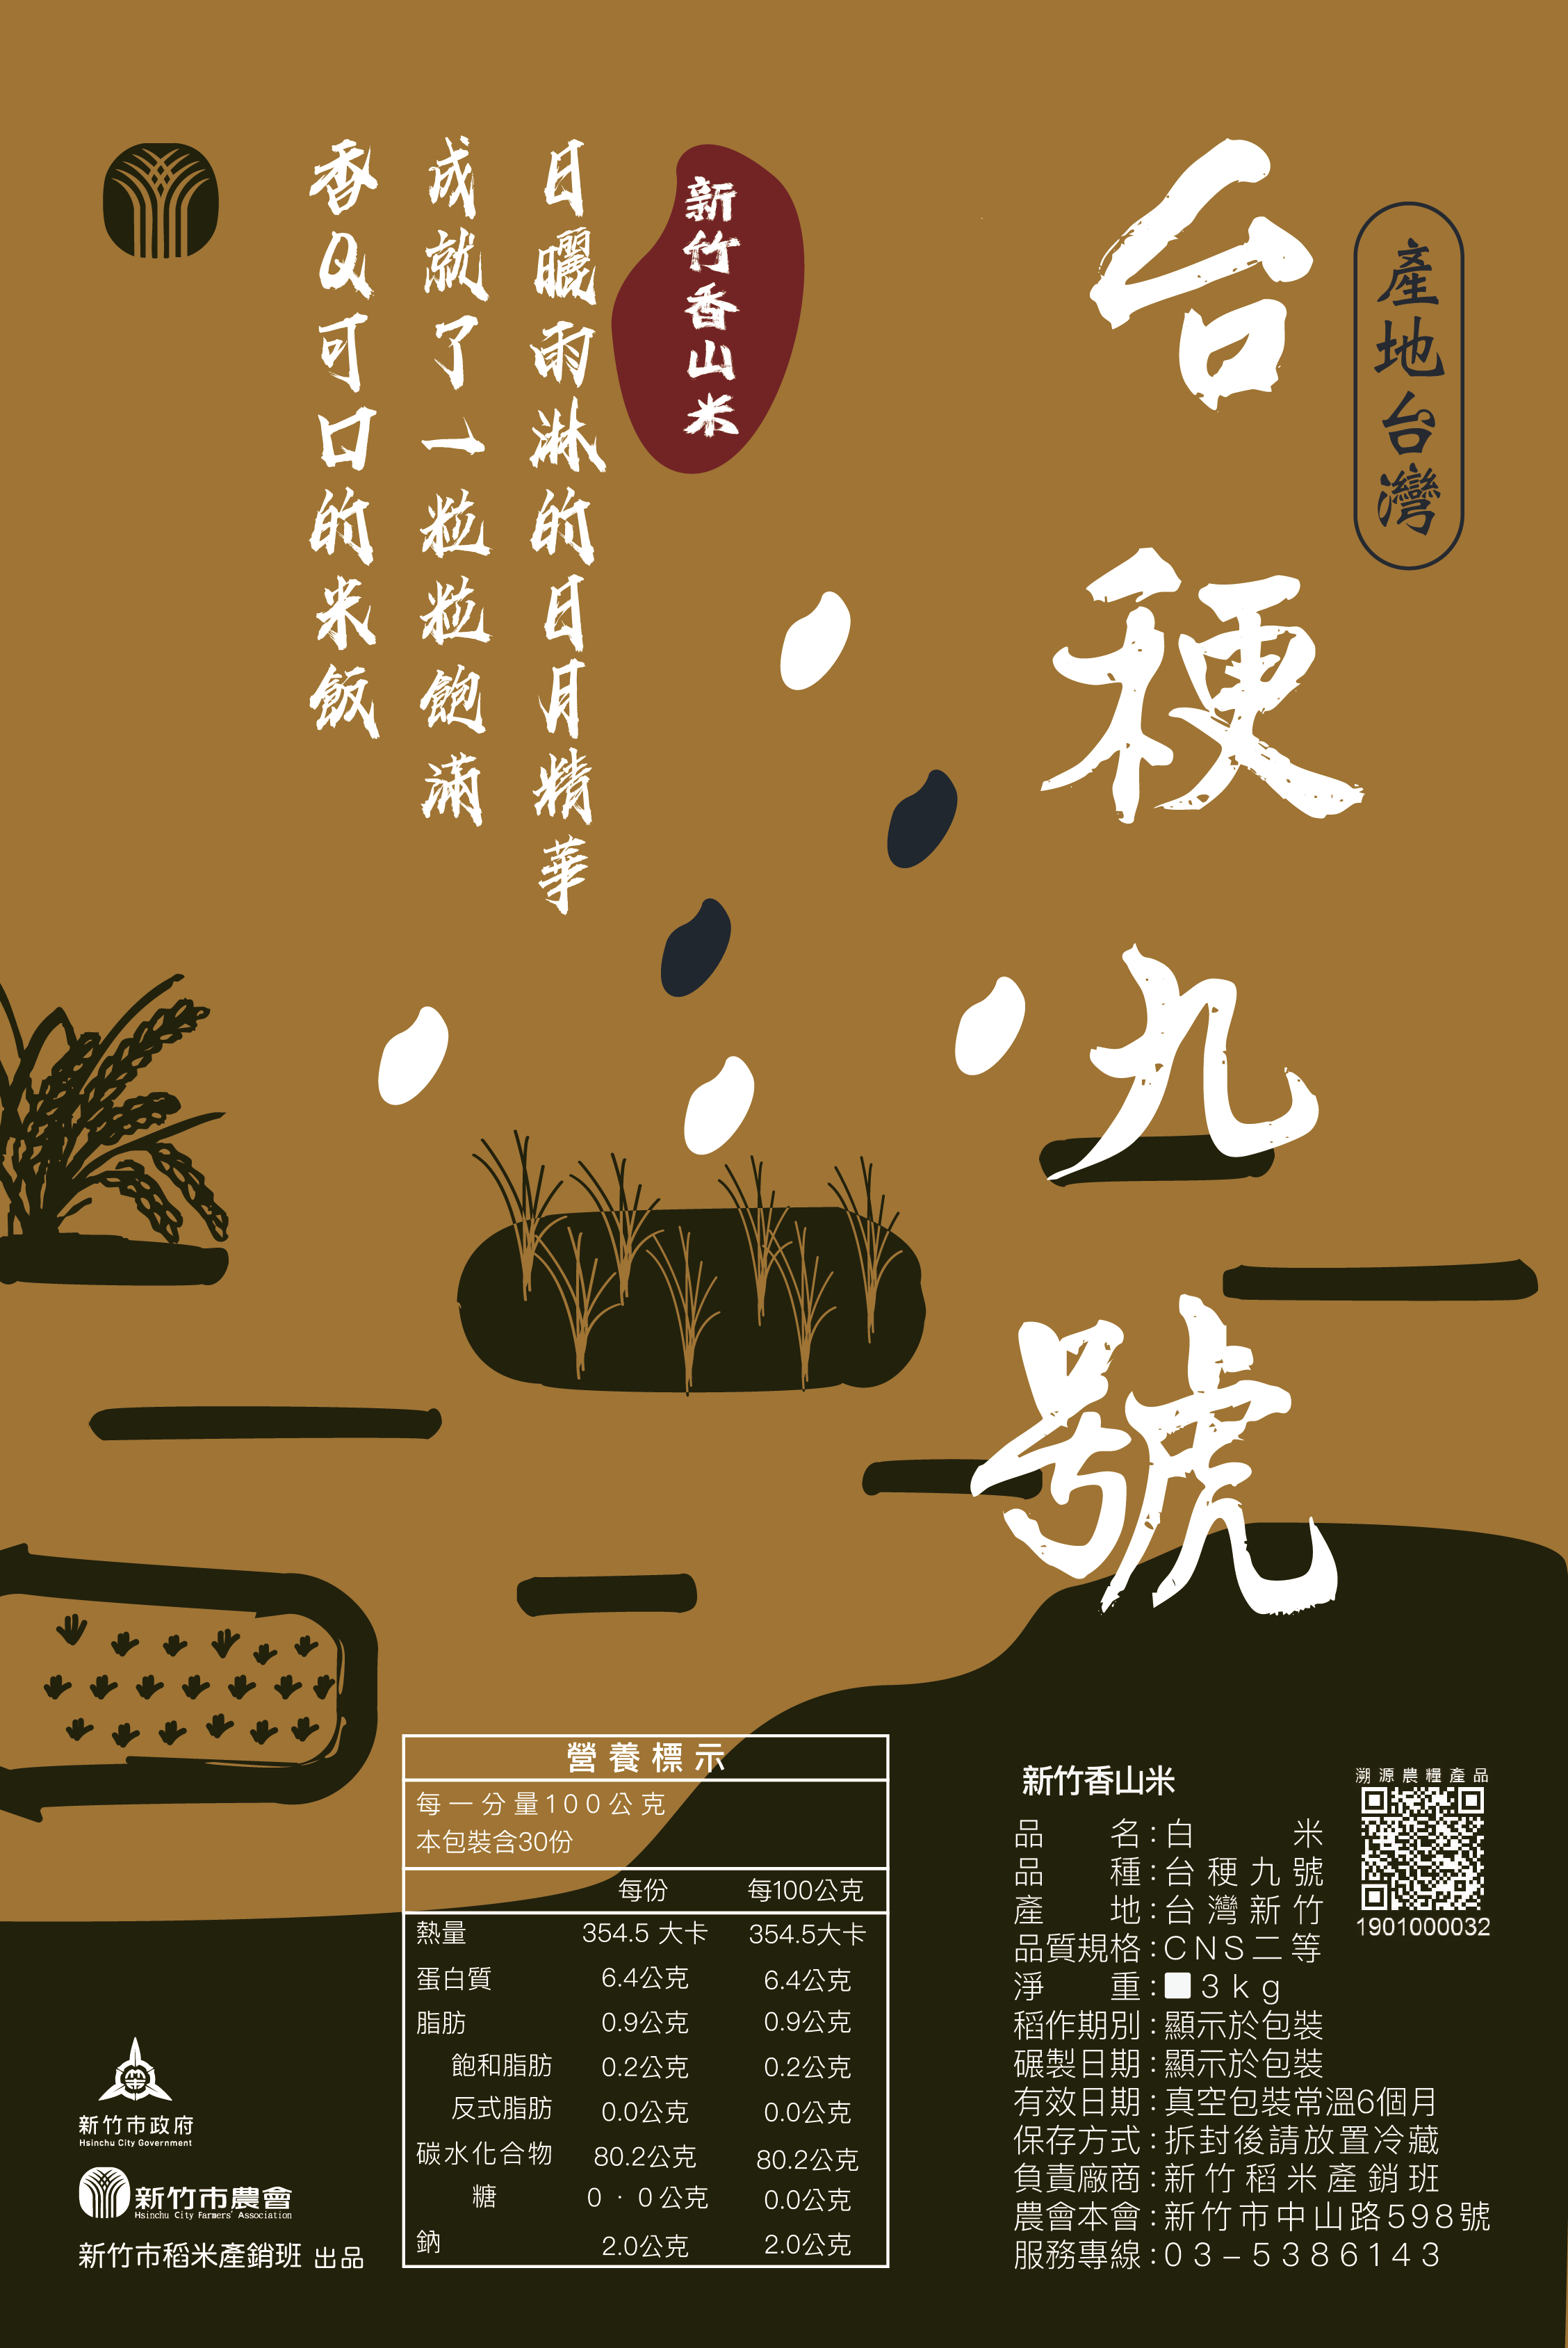 產地台灣
台稉九號
新竹香山米
日曬雨淋的日月精華
成就了一粒粒飽滿
香Q可口的米飯
營養標示
每一分量100公克
本包裝含30份
每份 每100公克
熱量 354.5 大卡 354.5大卡
蛋白質 6.4公克 6.4公克
脂肪 0.9公克 0.9公克
飽和脂肪 0.2公克 0.2公克
反式脂肪 0.0公克 0.0公克
碳水化合物 80.2公克 80.2公克
糖 0．0公克 0.0公克
鈉 2.0公克 2.0公克
新竹香山米
品名:白米
品種:台稉九號
產地:台灣新竹
品質規格:CNS二等
淨重:■3kg
稻作期別:顯示於包裝
碾製日期:顯示於包裝
有效日期:真空包裝常溫6個月
保存方式:拆封後請放置冷藏
負責廠商:新竹稻米產銷班
農會本會:新竹市中山路598號
服務專線:03-5386143
溯源農糧產品
1901000032
新竹市政府
Hsinchu City Government
新竹市農會
Hsinchu City Farmers' Association
新竹市稻米產銷班 出品